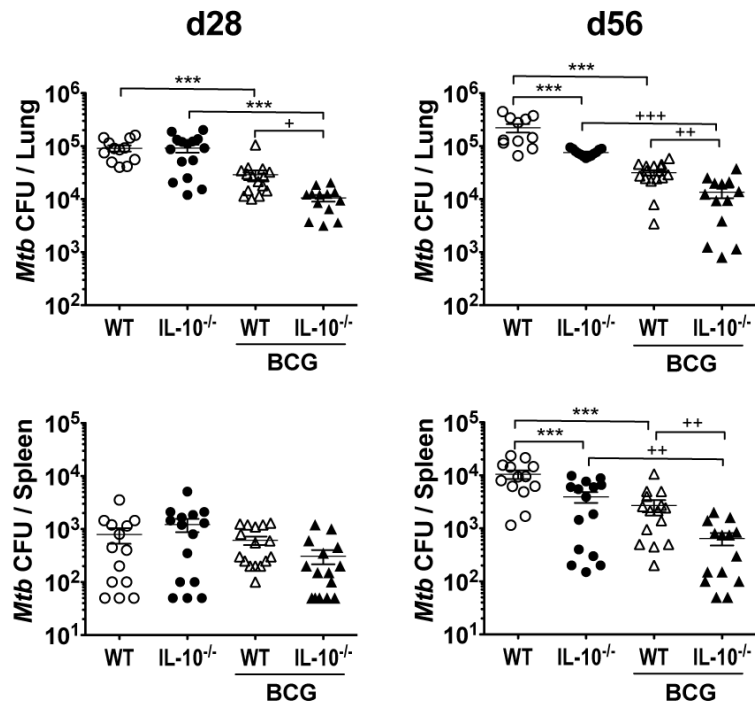 d28
d56
***
***
+
***
***
+++
++
Mtb CFU / Lung
10⁶
10⁵
10⁴
10³
10²
WT
IL-10⁻/⁻
WT
IL-10⁻/⁻
BCG
Mtb CFU / Lung
10⁶
10⁵
10⁴
10³
10²
WT
IL-10⁻/⁻
WT
IL-10⁻/⁻
BCG
Mtb CFU / Spleen
10⁵
10⁴
10³
10²
10¹
WT
IL-10⁻/⁻
WT
IL-10⁻/⁻
BCG
***
++
***
++
Mtb CFU / Spleen
10⁵
10⁴
10³
10²
10¹
WT
IL-10⁻/⁻
WT
IL-10⁻/⁻
BCG